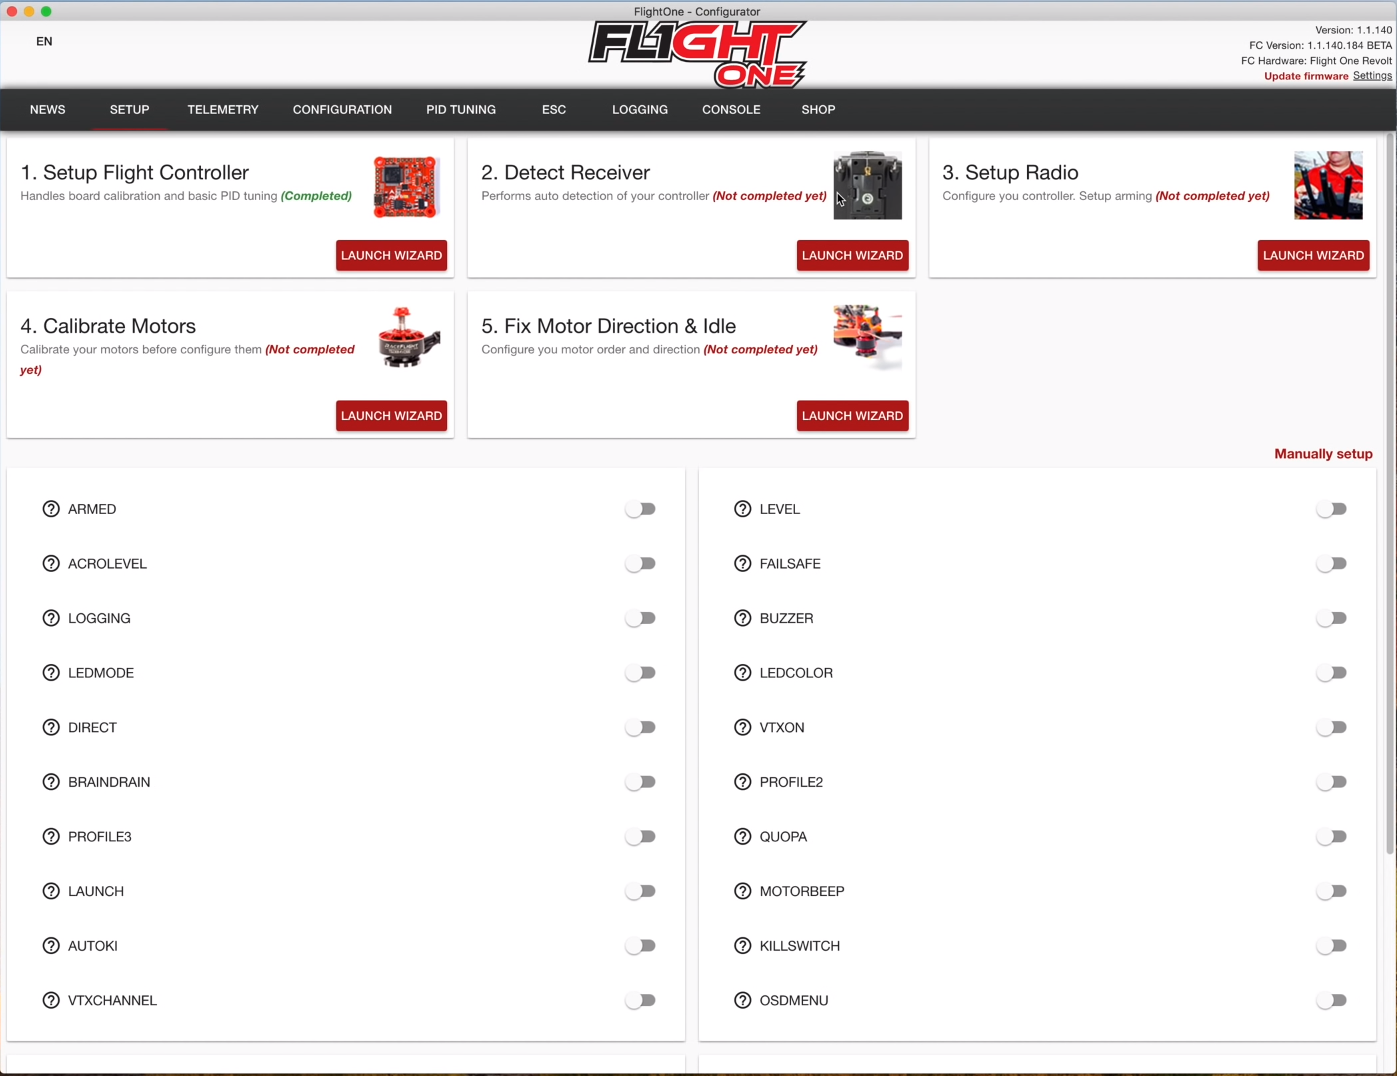 FlightOne - Configurator
EN
FLIGHT
ONE
Version: 1.1.140
FC Version: 1.1.140.184 BETA
FC Hardware: Flight One Revolt
Update firmware Settings
NEWS SETUP TELEMETRY CONFIGURATION PID TUNING ESC LOGGING CONSOLE SHOP
1. Setup Flight Controller
Handles board calibration and basic PID tuning (Completed)
LAUNCH WIZARD
2. Detect Receiver
Performs auto detection of your controller (Not completed yet)
LAUNCH WIZARD
3. Setup Radio
Configure you controller. Setup arming (Not completed yet)
LAUNCH WIZARD
4. Calibrate Motors
Calibrate your motors before configure them (Not completed
yet)
LAUNCH WIZARD
5. Fix Motor Direction & Idle
Configure you motor order and direction (Not completed yet)
LAUNCH WIZARD
Manually setup
ARMED
ACROLEVEL
LOGGING
LEDMODE
DIRECT
BRAINDRAIN
PROFILE3
LAUNCH
AUTOKI
VTXCHANNEL
LEVEL
FAILSAFE
BUZZER
LEDCOLOR
VTXON
PROFILE2
QUOPA
MOTORBEEP
KILLSWITCH
OSDMENU